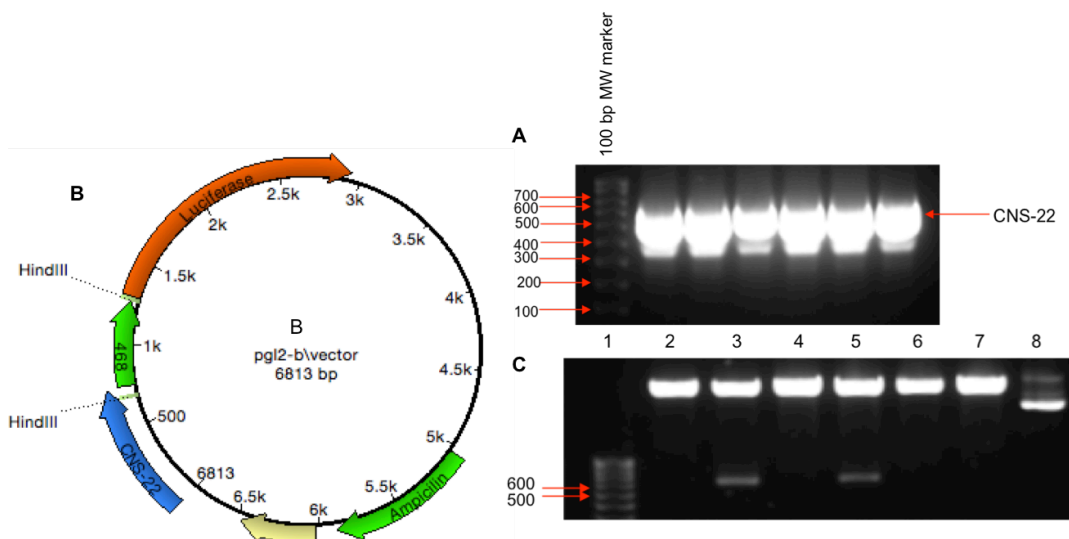 100 bp MW marker
A
700
600
500
400
300
200
100
CNS-22
B
Luciferase
2.5k
3k
2k
3.5k
HindIII
1.5k
4k
468
1k
B
pgl2-b\vector
6813 bp
4.5k
HindIII
500
CNS-22
5k
6813
5.5k
Ampicilin
6.5k
6k
1 2 3 4 5 6 7 8
C
600
500